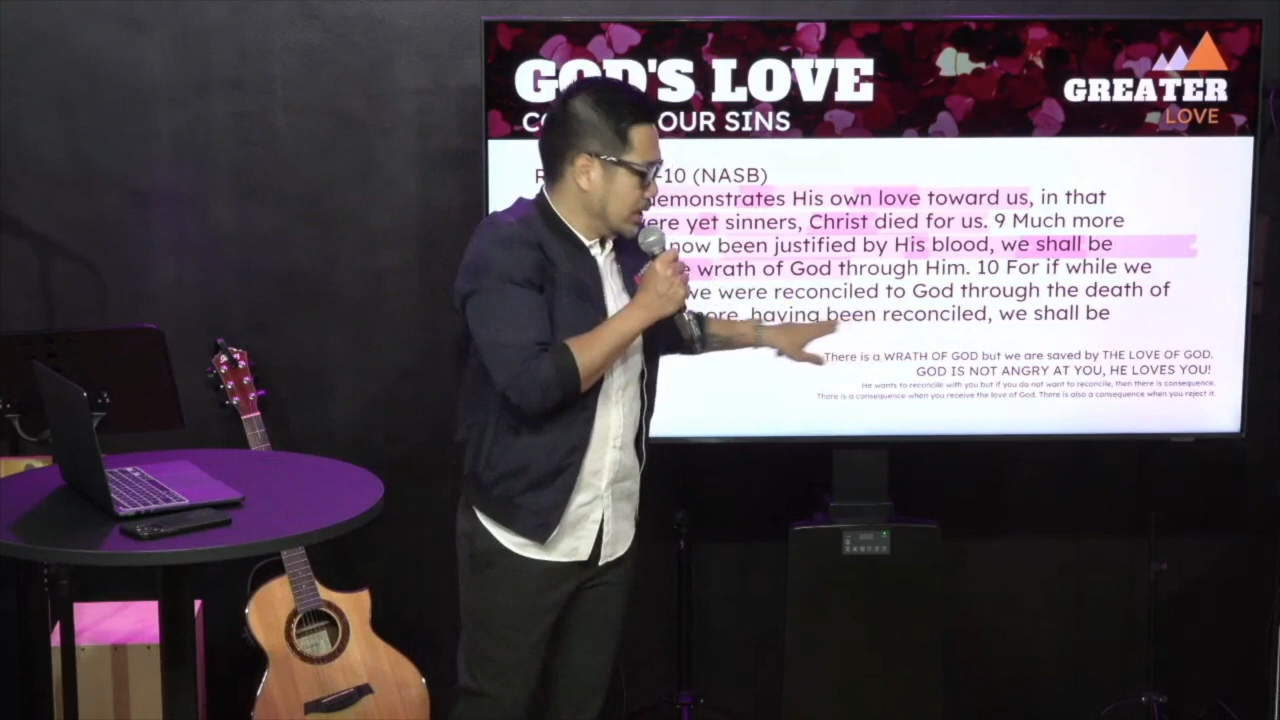 GOD'S LOVE
OUR SINS
GREATER
LOVE
-10 (NASB)
demonstrates His own love toward us, in that
were yet sinners, Christ died for us. 9 Much more
now been justified by His blood, we shall be
wrath of God through Him. 10 For if while we
we were reconciled to God through the death of
more, having been reconciled, we shall be
There is a WRATH OF GOD but we are saved by THE LOVE OF GOD.
GOD IS NOT ANGRY AT YOU, HE LOVES YOU!
He wants to reconcile with you but if you do not want to reconcile, then there is consequence.
There is a consequence when you receive the love of God. There is also a consequence when you reject it.